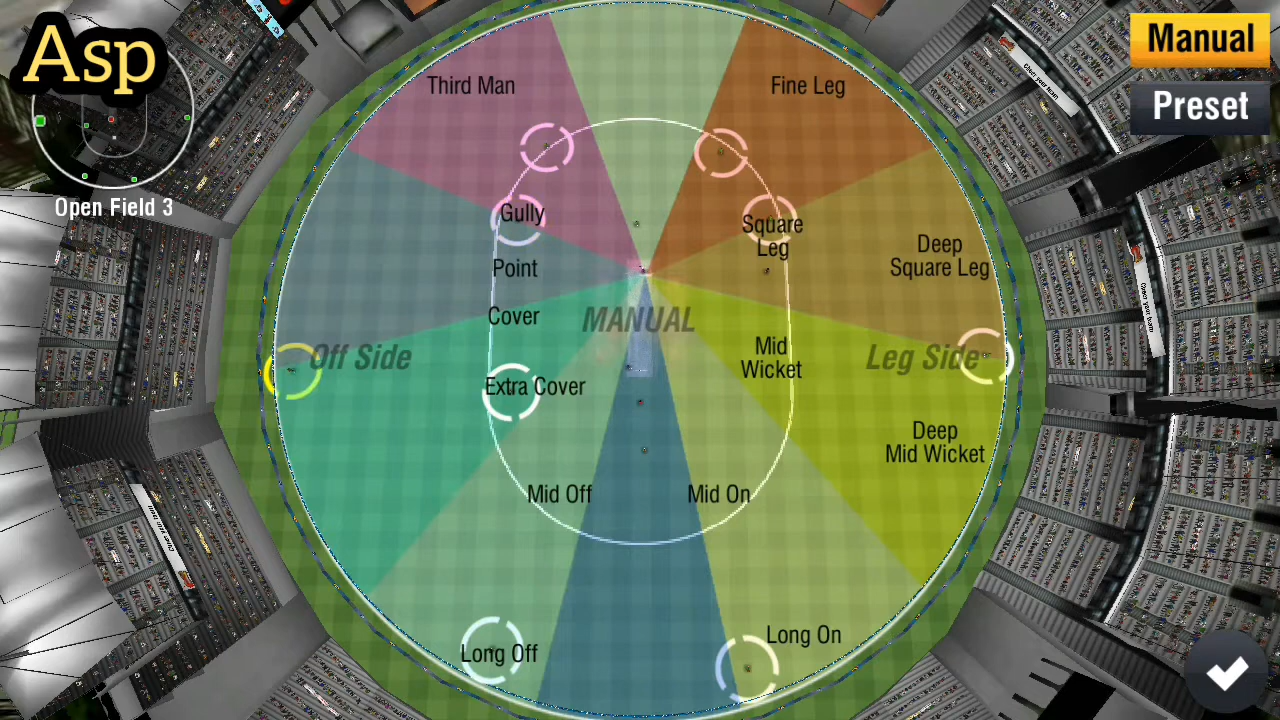 Asp
Manual
Preset
Third Man
Fine Leg
Open Field 3
Gully
Square
Leg
Deep
Square Leg
Point
Cover
MANUAL
Off Side
Mid
Wicket
Leg Side
Extra Cover
Deep
Mid Wicket
Mid Off
Mid On
Long Off
Long On